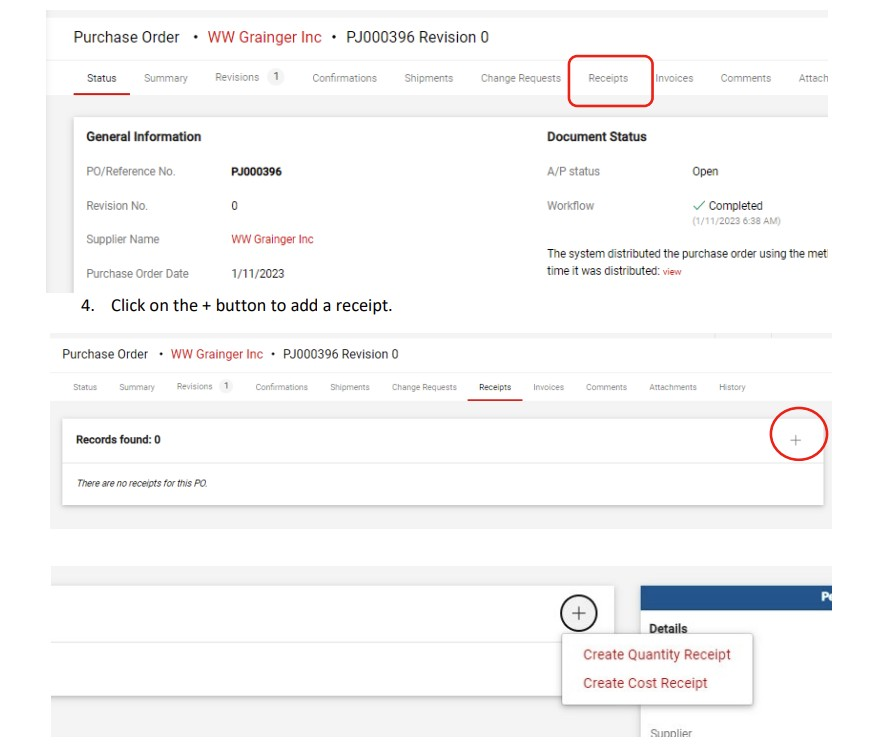 Purchase Order • WW Grainger Inc • PJ000396 Revision 0
Status Summary Revisions 1 Confirmations Shipments Change Requests Receipts Invoices Comments Attach
General Information Document Status
PO/Reference No. PJ000396 A/P status Open
Revision No. 0 Workflow ✓ Completed
(1/11/2023 6:38 AM)
Supplier Name WW Grainger Inc
The system distributed the purchase order using the met
Purchase Order Date 1/11/2023 time it was distributed: view
4. Click on the + button to add a receipt.
Purchase Order • WW Grainger Inc • PJ000396 Revision 0
Status Summary Revisions 1 Confirmations Shipments Change Requests Receipts Invoices Comments Attachments History
Records found: 0 +
There are no receipts for this PO.
Pe
+
Details
Create Quantity Receipt
Create Cost Receipt
Supplier